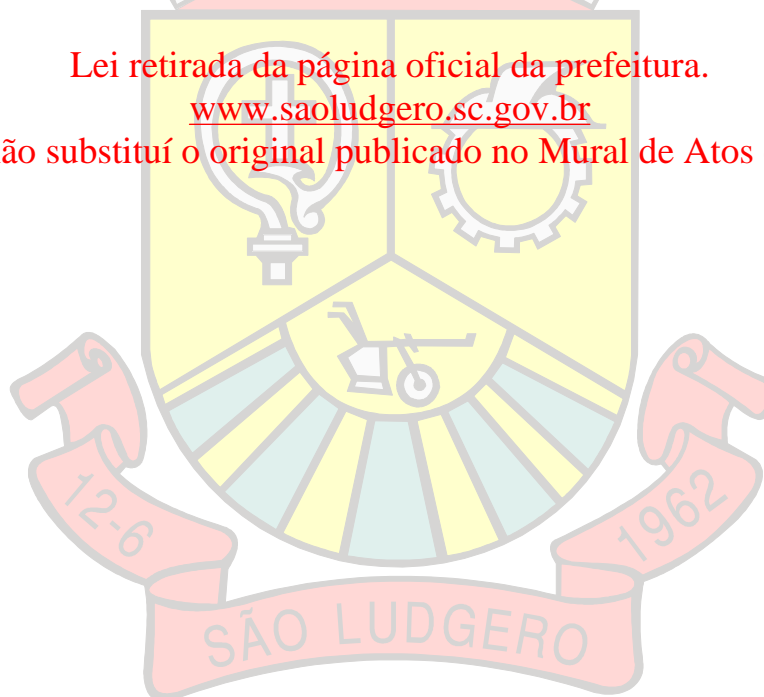 Lei retirada da página oficial da prefeitura.
www.saoludgero.sc.gov.br
ão substituí o original publicado no Mural de Atos
12-6
1962
SÃO LUDGERO